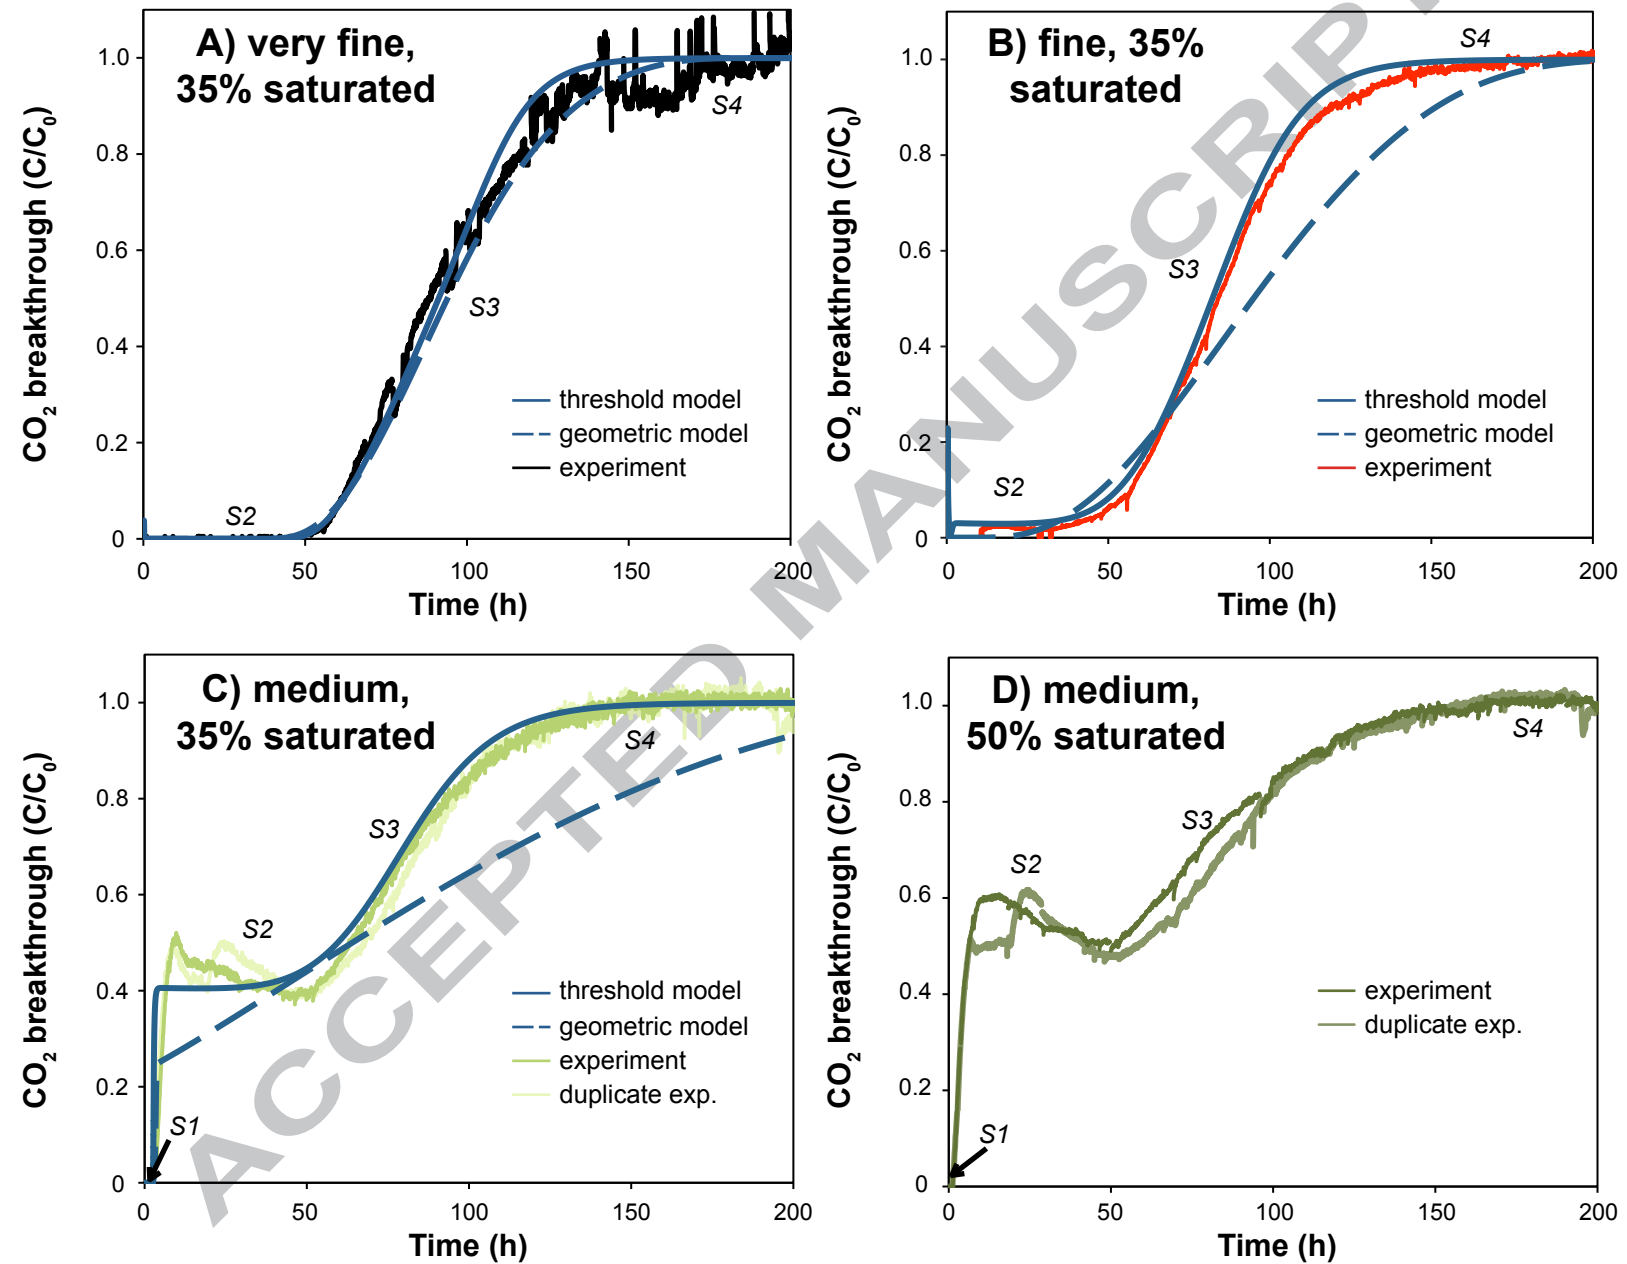 A) very fine,
35% saturated
CO2 breakthrough (C/C0)
1.0
0.8
0.6
0.4
0.2
0
S2
S3
S4
threshold model
geometric model
experiment
0 50 100 150 200
Time (h)
B) fine, 35%
saturated
CO2 breakthrough (C/C0)
1.0
0.8
0.6
0.4
0.2
0
S2
S3
S4
threshold model
geometric model
experiment
0 50 100 150 200
Time (h)
C) medium,
35% saturated
CO2 breakthrough (C/C0)
1.0
0.8
0.6
0.4
0.2
0
S1
S2
S3
S4
threshold model
geometric model
experiment
duplicate exp.
0 50 100 150 200
Time (h)
D) medium,
50% saturated
CO2 breakthrough (C/C0)
1.0
0.8
0.6
0.4
0.2
0
S1
S2
S3
S4
experiment
duplicate exp.
0 50 100 150 200
Time (h)
ACCEPTED MANUSCRIP